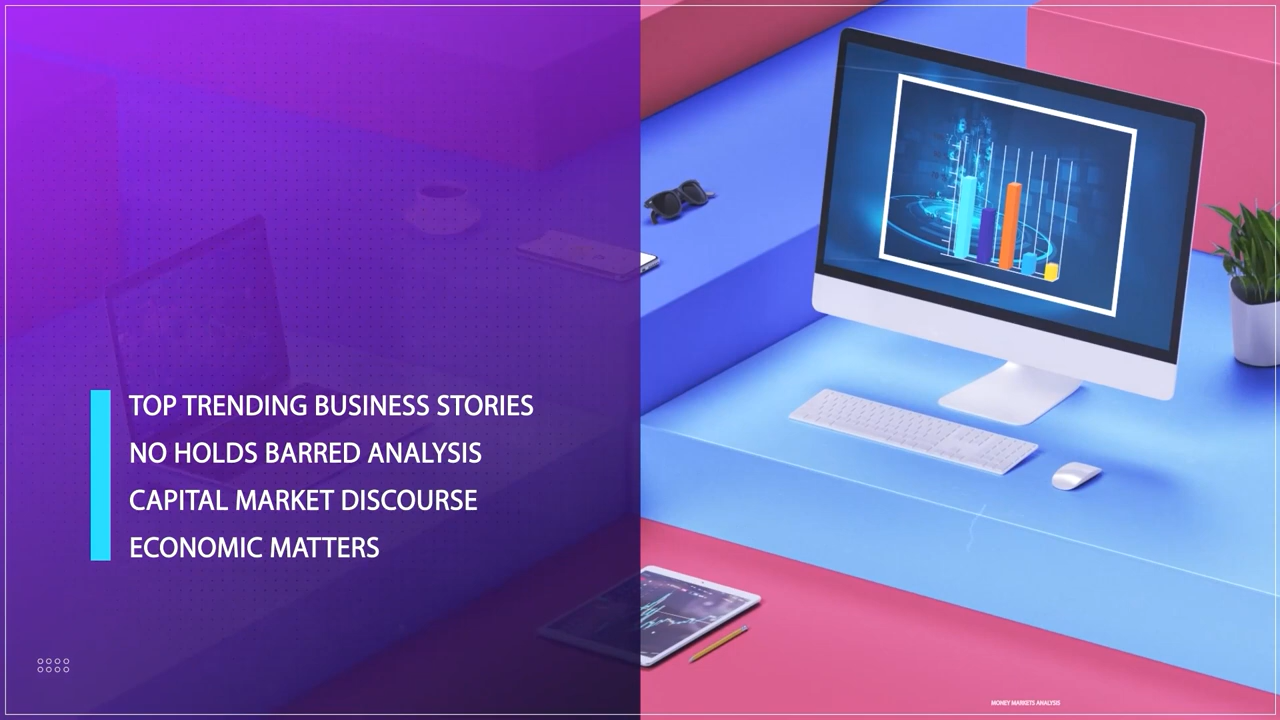 TOP TRENDING BUSINESS STORIES
NO HOLDS BARRED ANALYSIS
CAPITAL MARKET DISCOURSE
ECONOMIC MATTERS
MONEY MARKETS ANALYSIS